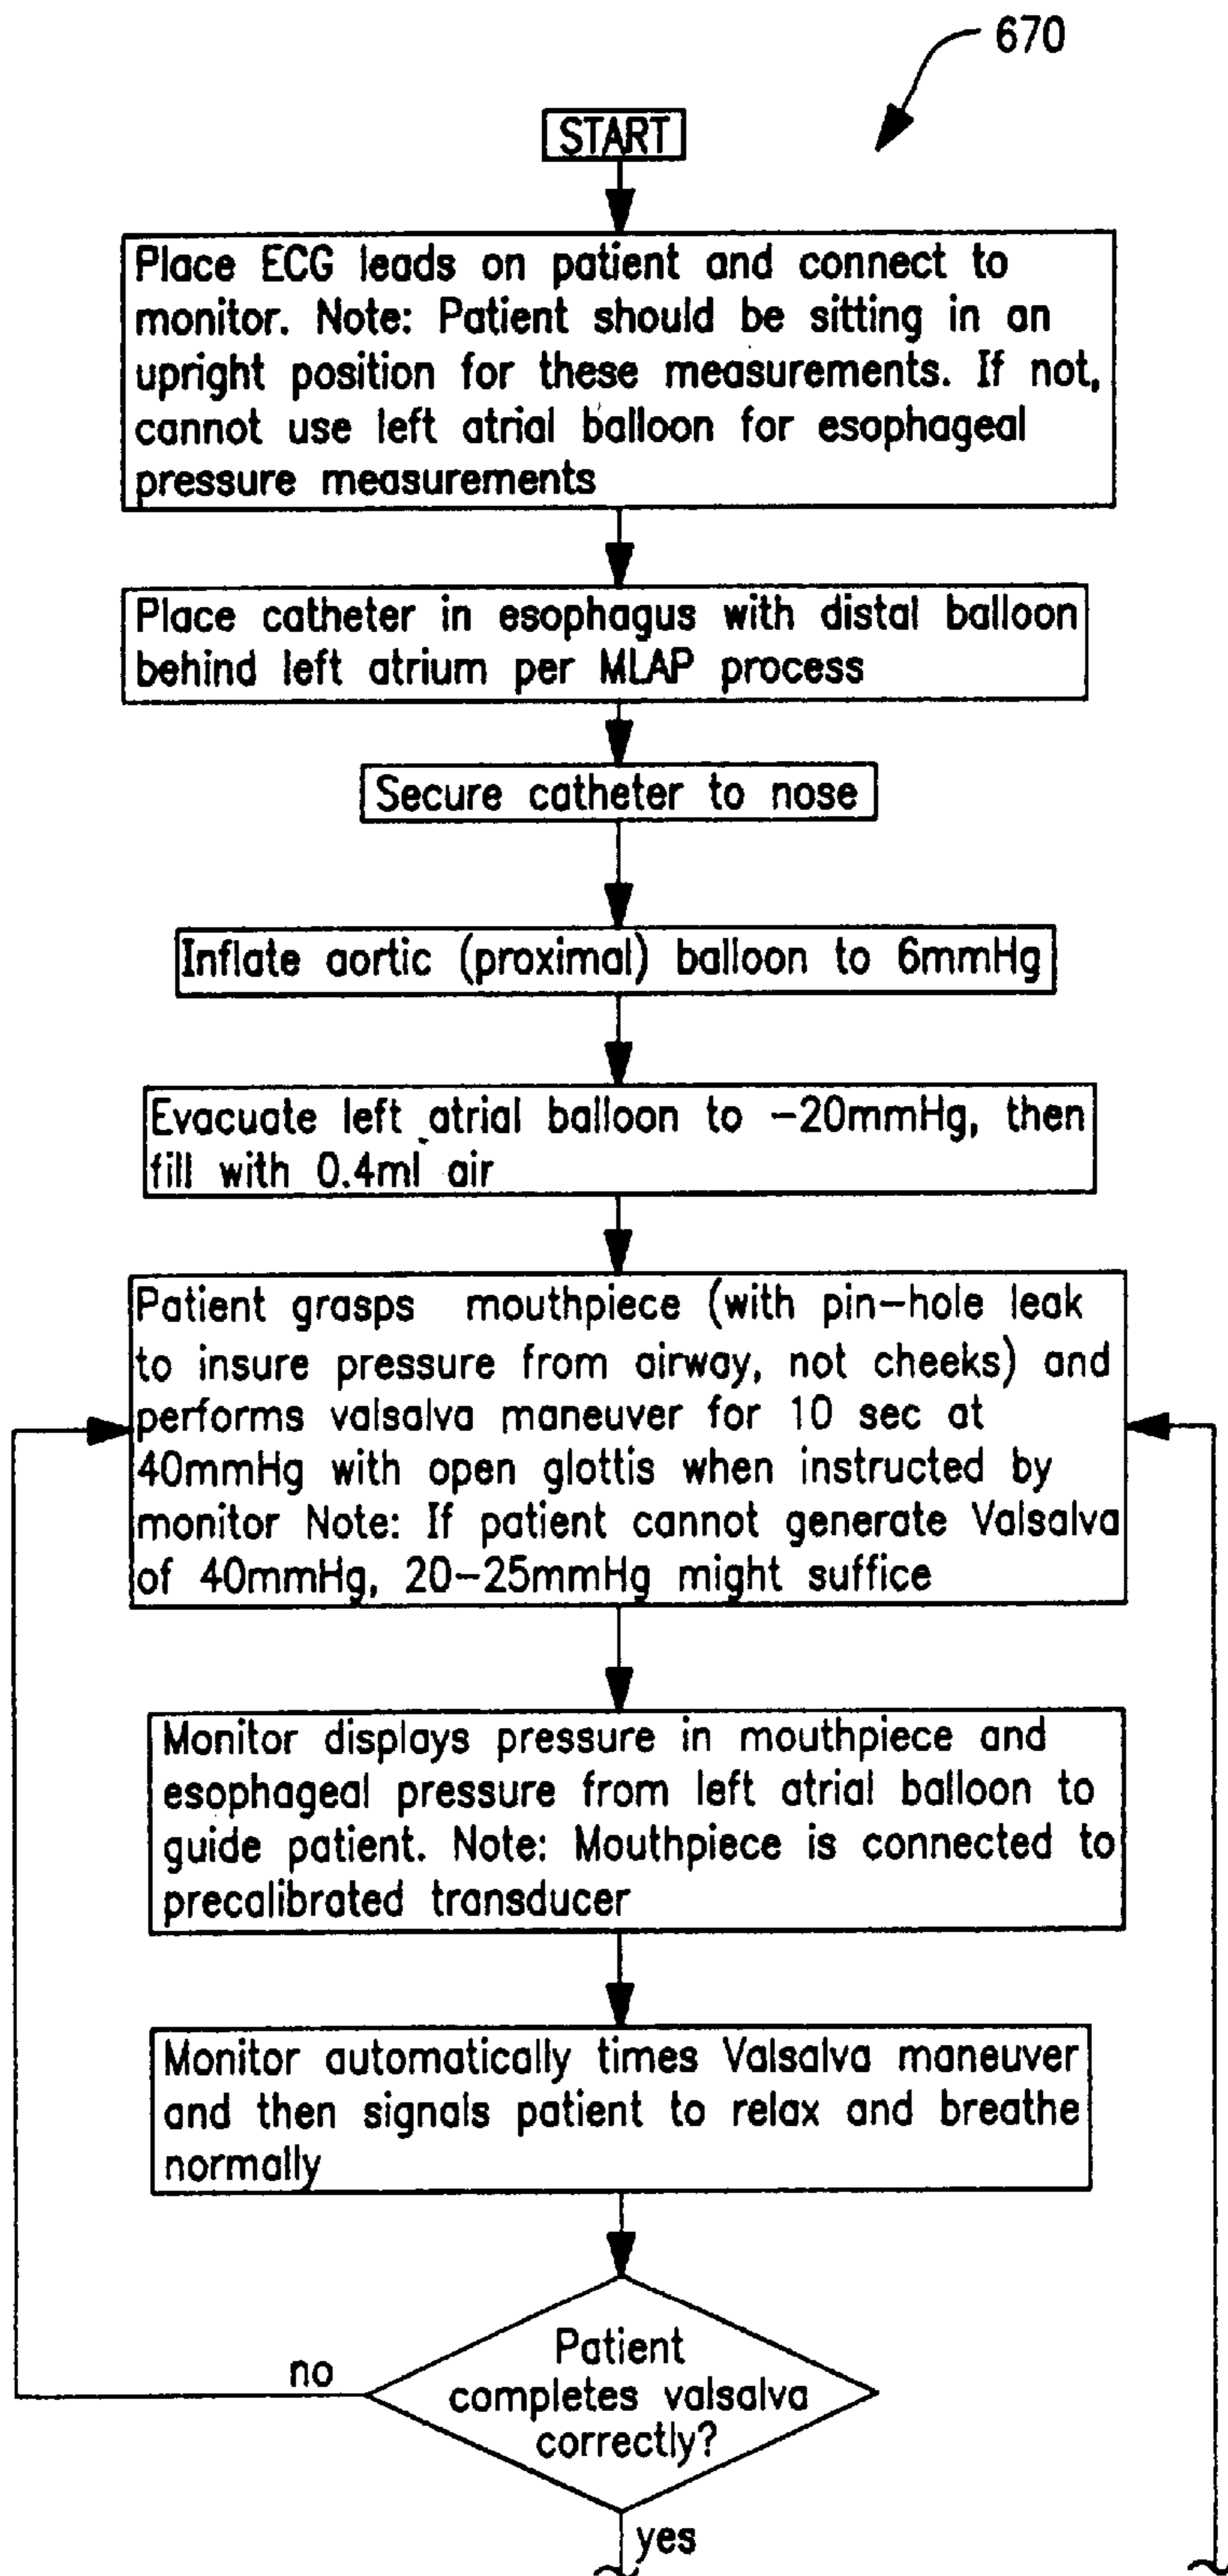 670
START
Place ECG leads on patient and connect to
monitor. Note: Patient should be sitting in an
upright position for these measurements. If not,
cannot use left atrial balloon for esophageal
pressure measurements
Place catheter in esophagus with distal balloon
behind left atrium per MLAP process
Secure catheter to nose
Inflate aortic (proximal) balloon to 6mmHg
Evacuate left atrial balloon to -20mmHg, then
fill with 0.4ml air
Patient grasps mouthpiece (with pin-hole leak
to insure pressure from airway, not cheeks) and
performs valsalva maneuver for 10 sec at
40mmHg with open glottis when instructed by
monitor Note: If patient cannot generate Valsalva
of 40mmHg, 20-25mmHg might suffice
Monitor displays pressure in mouthpiece and
esophageal pressure from left atrial balloon to
guide patient. Note: Mouthpiece is connected to
precalibrated transducer
Monitor automatically times Valsalva maneuver
and then signals patient to relax and breathe
normally
no
Patient
completes valsalva
correctly?
yes